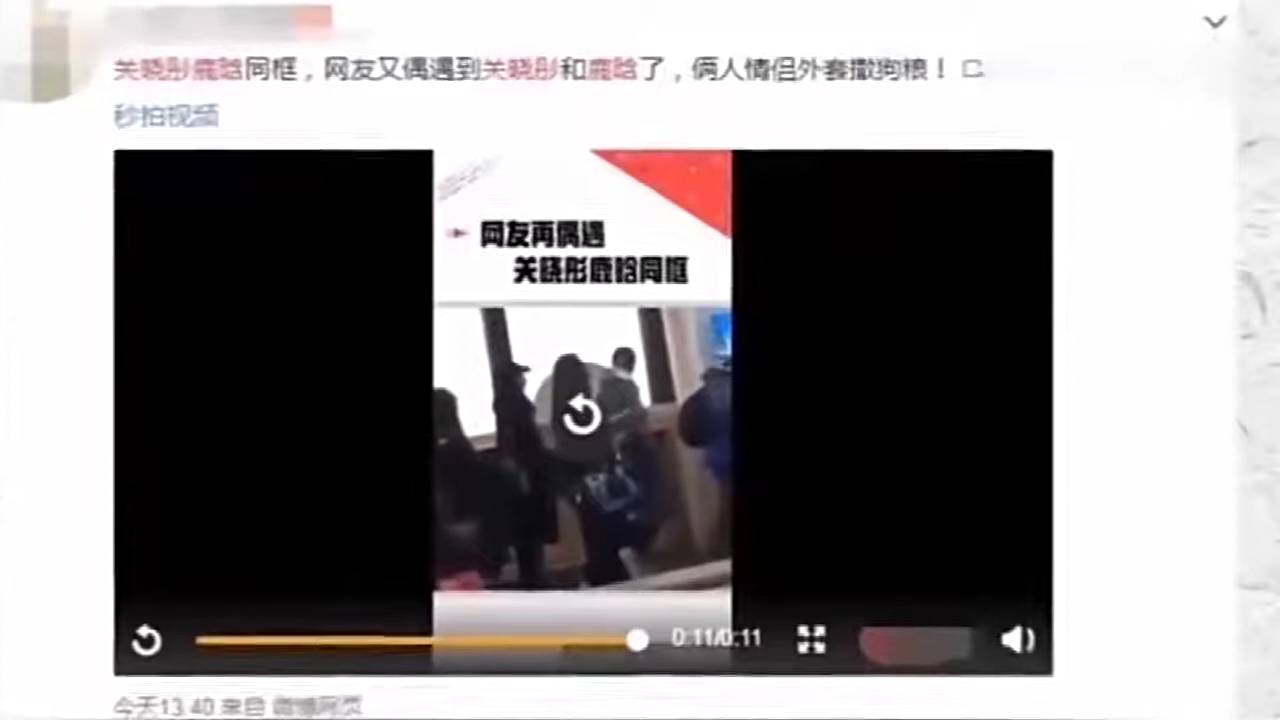 关晓彤鹿晗同框，网友又偶遇到关晓彤和鹿晗了，俩人情侣外套撒狗粮！
秒拍视频
网友再偶遇
关晓彤鹿晗同框
0:11/0:11
今天13:40 来自 微博网页